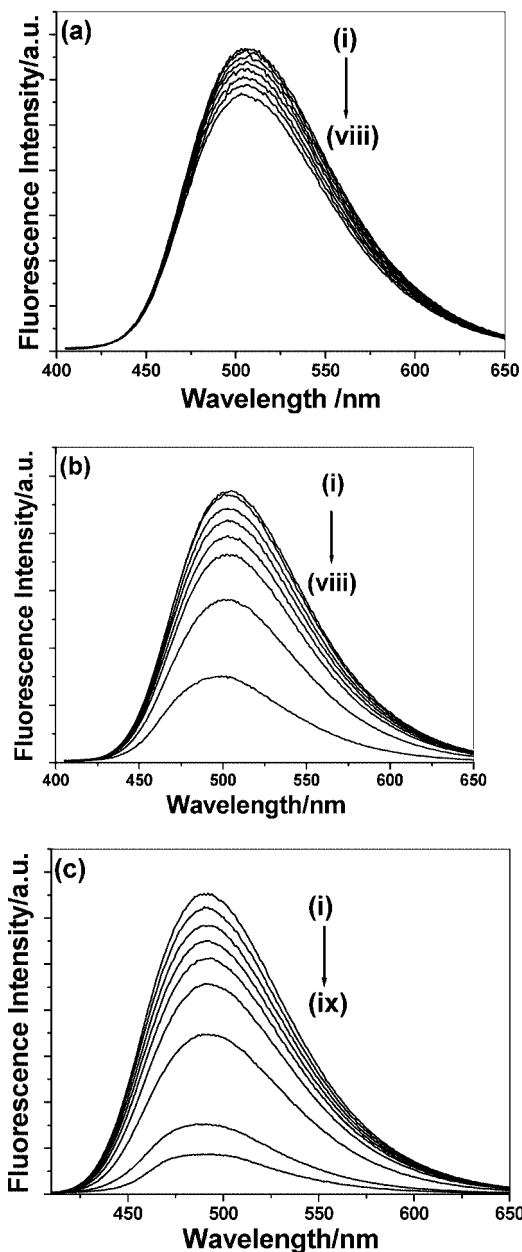 (a)
(i)
(viii)
Fluorescence Intensity/a.u.
400 450 500 550 600 650
Wavelength /nm
(b)
(i)
(viii)
Fluorescence Intensity/a.u.
400 450 500 550 600 650
Wavelength/nm
(c)
(i)
(ix)
Fluorescence Intensity/a.u.
450 500 550 600 650
Wavelength/nm